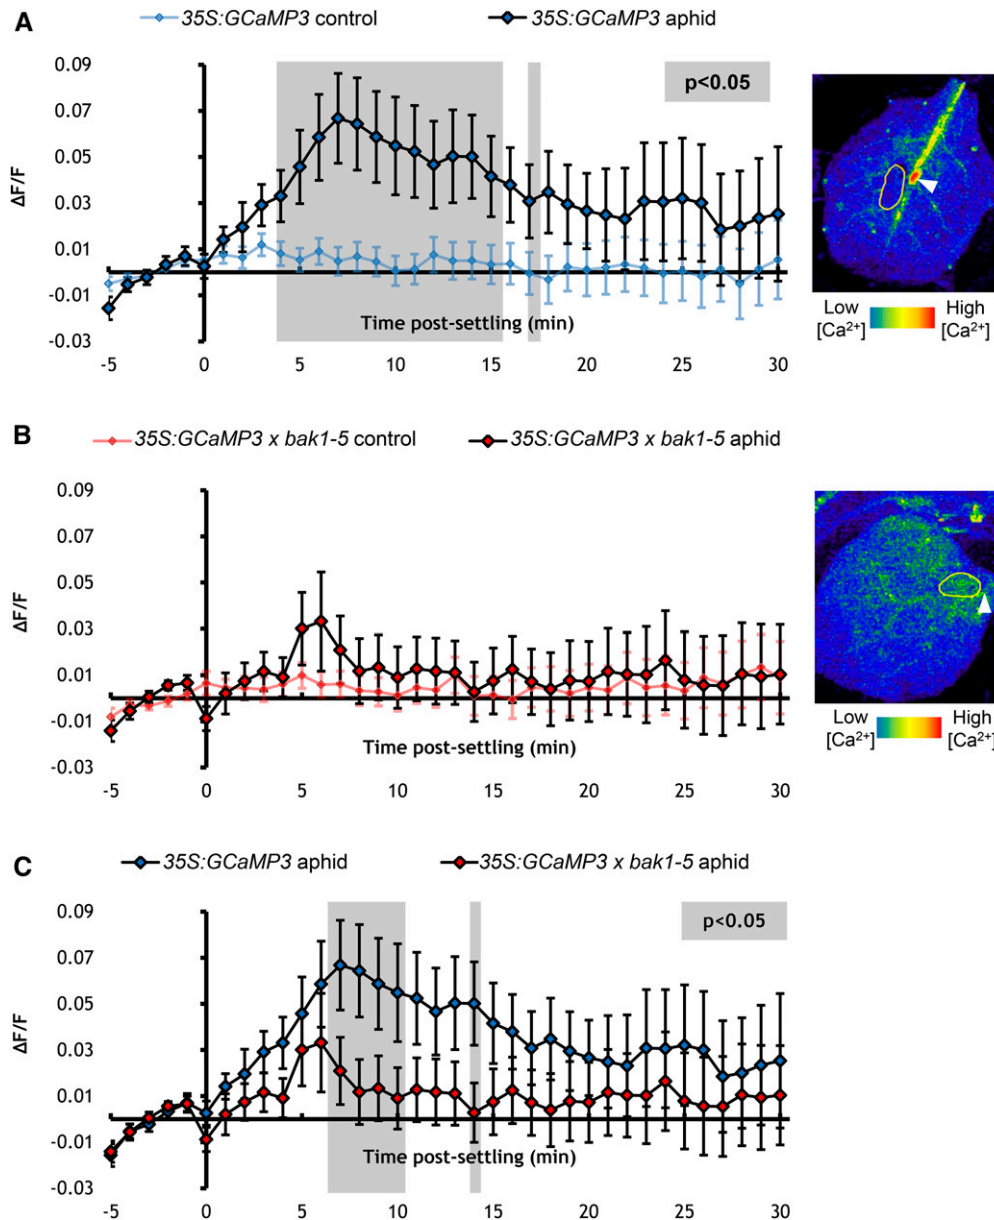 A
35S:GCaMP3 control
35S:GCaMP3 aphid
0.09
0.07
0.05
0.03
0.01
-0.01
-0.03
ΔF/F
p<0.05
Time post-settling (min)
-5 0 5 10 15 20 25 30
Low High
[Ca²⁺] [Ca²⁺]
B
35S:GCaMP3 x bak1-5 control
35S:GCaMP3 x bak1-5 aphid
0.09
0.07
0.05
0.03
0.01
-0.01
-0.03
ΔF/F
Time post-settling (min)
-5 0 5 10 15 20 25 30
Low High
[Ca²⁺] [Ca²⁺]
C
35S:GCaMP3 aphid
35S:GCaMP3 x bak1-5 aphid
0.09
0.07
0.05
0.03
0.01
-0.01
-0.03
ΔF/F
p<0.05
Time post-settling (min)
-5 0 5 10 15 20 25 30